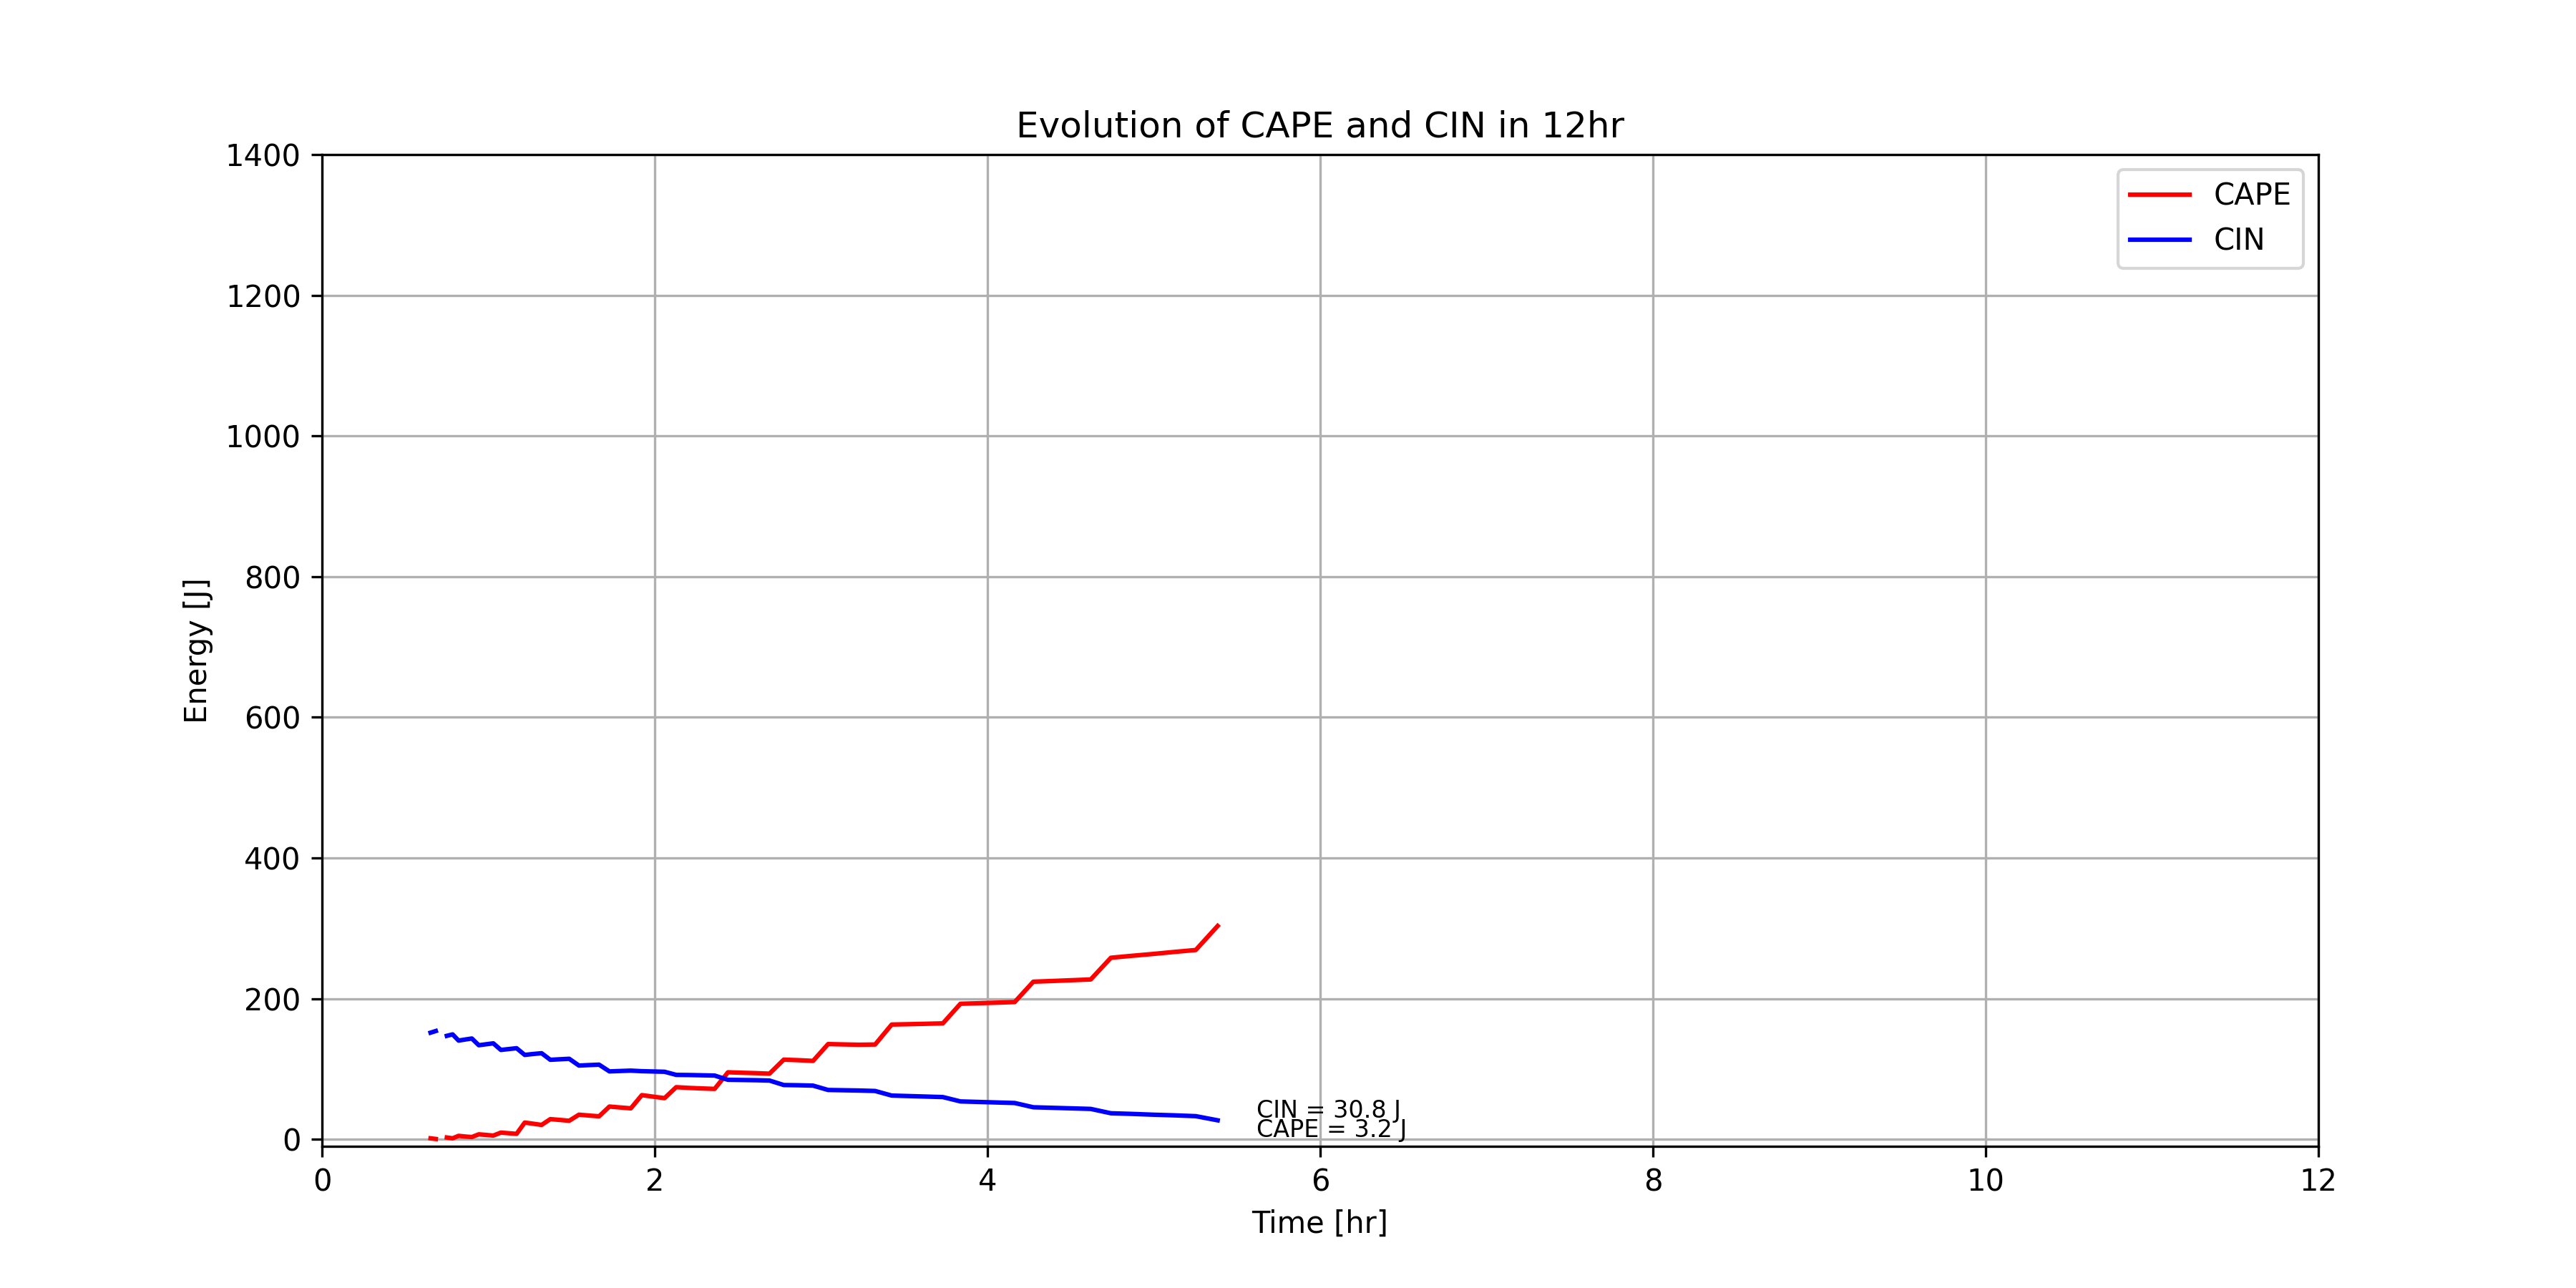 Evolution of CAPE and CIN in 12hr
1400
1200
1000
800
600
400
200
0
Energy [J]
CAPE
CIN
CIN = 30.8 J
CAPE = 3.2 J
0 2 4 6 8 10 12
Time [hr]